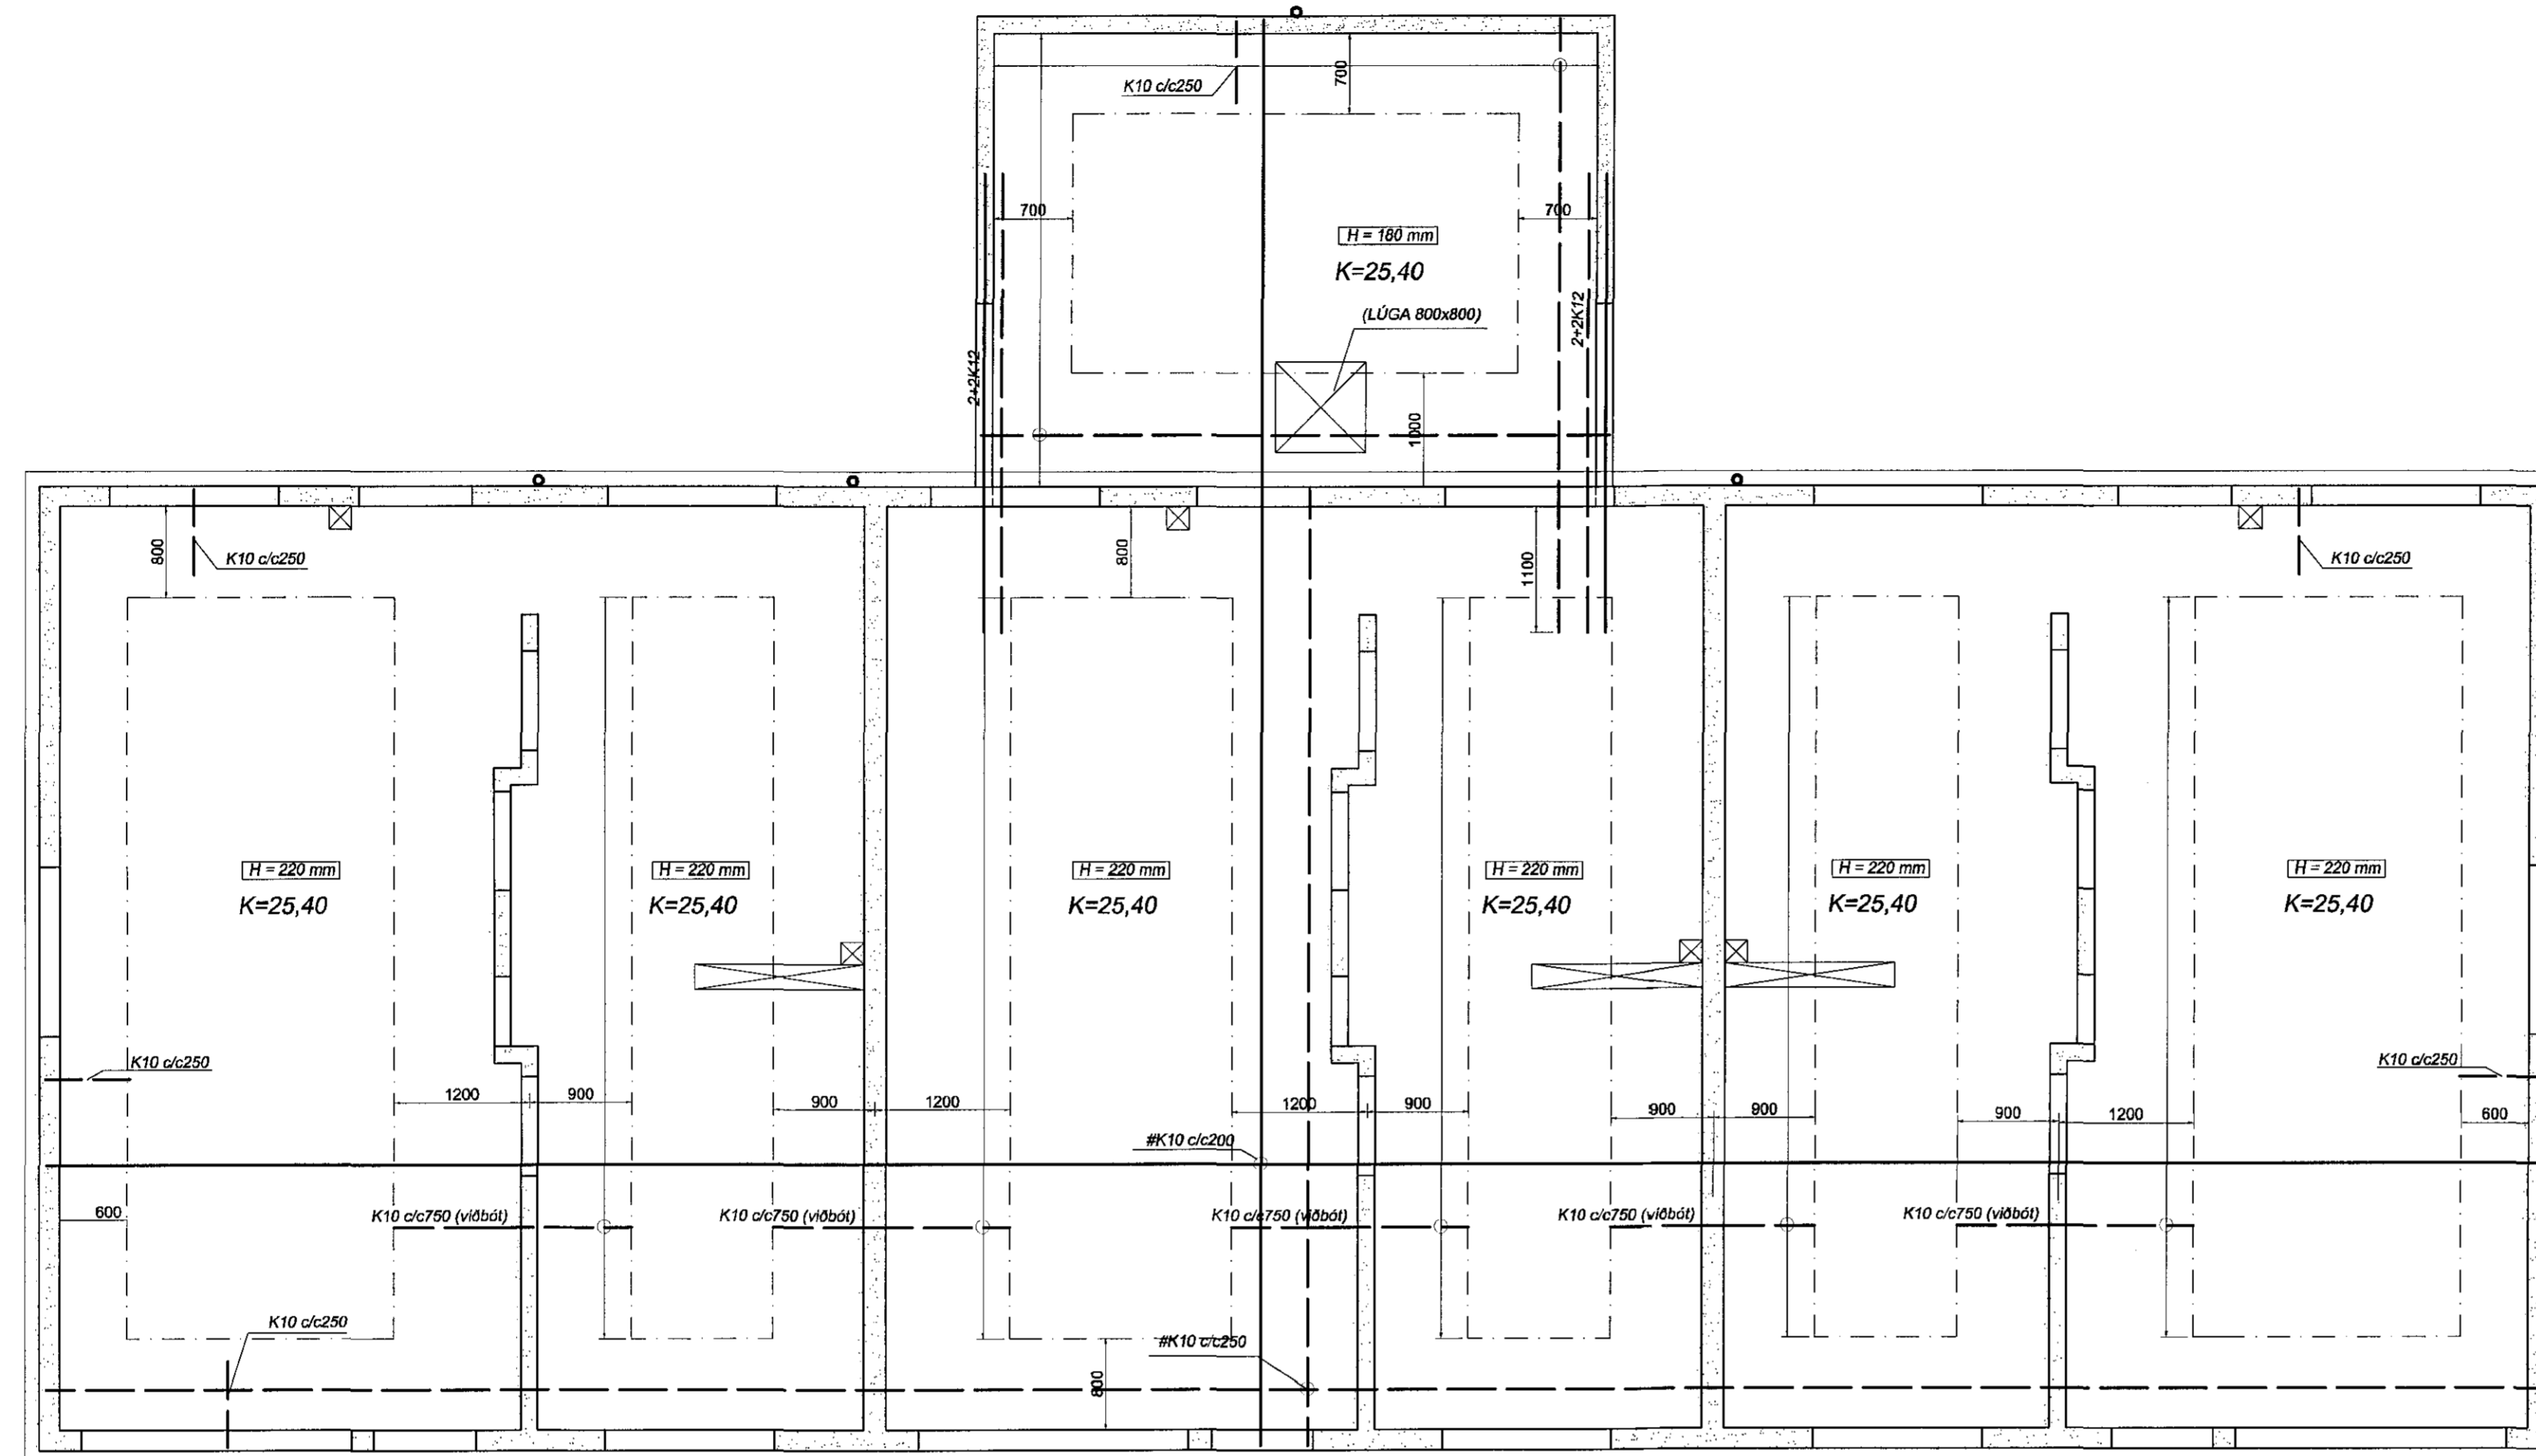 K10 c/c250
700
700
700
H = 180 mm
K=25,40
(LÚGA 800x800)
2+2K12
2+2K12
1000
800
K10 c/c250
800
1100
K10 c/c250
H = 220 mm
K=25,40
H = 220 mm
K=25,40
H = 220 mm
K=25,40
H = 220 mm
K=25,40
H = 220 mm
K=25,40
H = 220 mm
K=25,40
K10 c/c250
K10 c/c250
1200
900
900
1200
1200
900
900
900
900
1200
600
#K10 c/c200
600
K10 c/c750 (viðbót)
K10 c/c750 (viðbót)
K10 c/c750 (viðbót)
K10 c/c750 (viðbót)
K10 c/c750 (viðbót)
K10 c/c250
#K10 c/c250
800